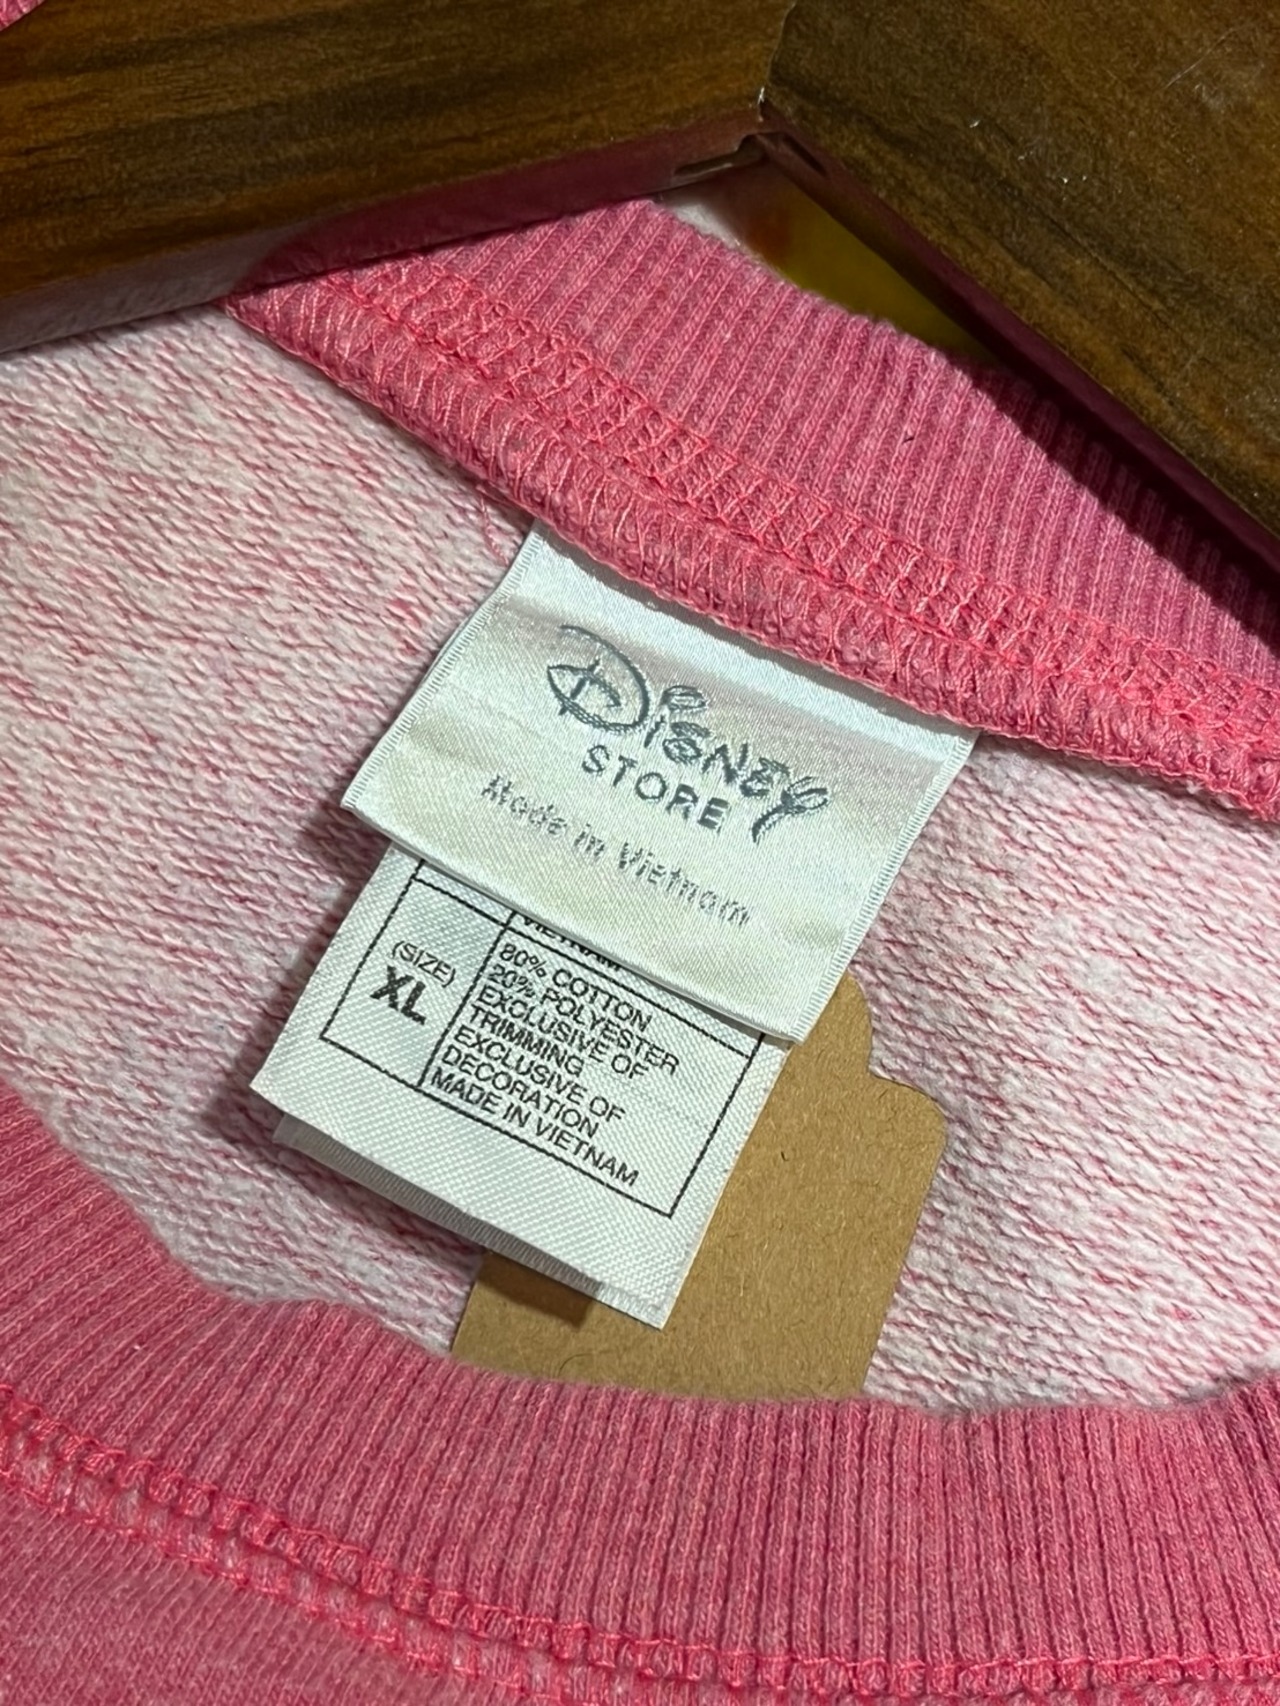 Disney
STORE
Made in Vietnam
VIETNAM
(SIZE)
XL
80% COTTON
20% POLYESTER
EXCLUSIVE OF
TRIMMING
EXCLUSIVE OF
DECORATION
MADE IN VIETNAM